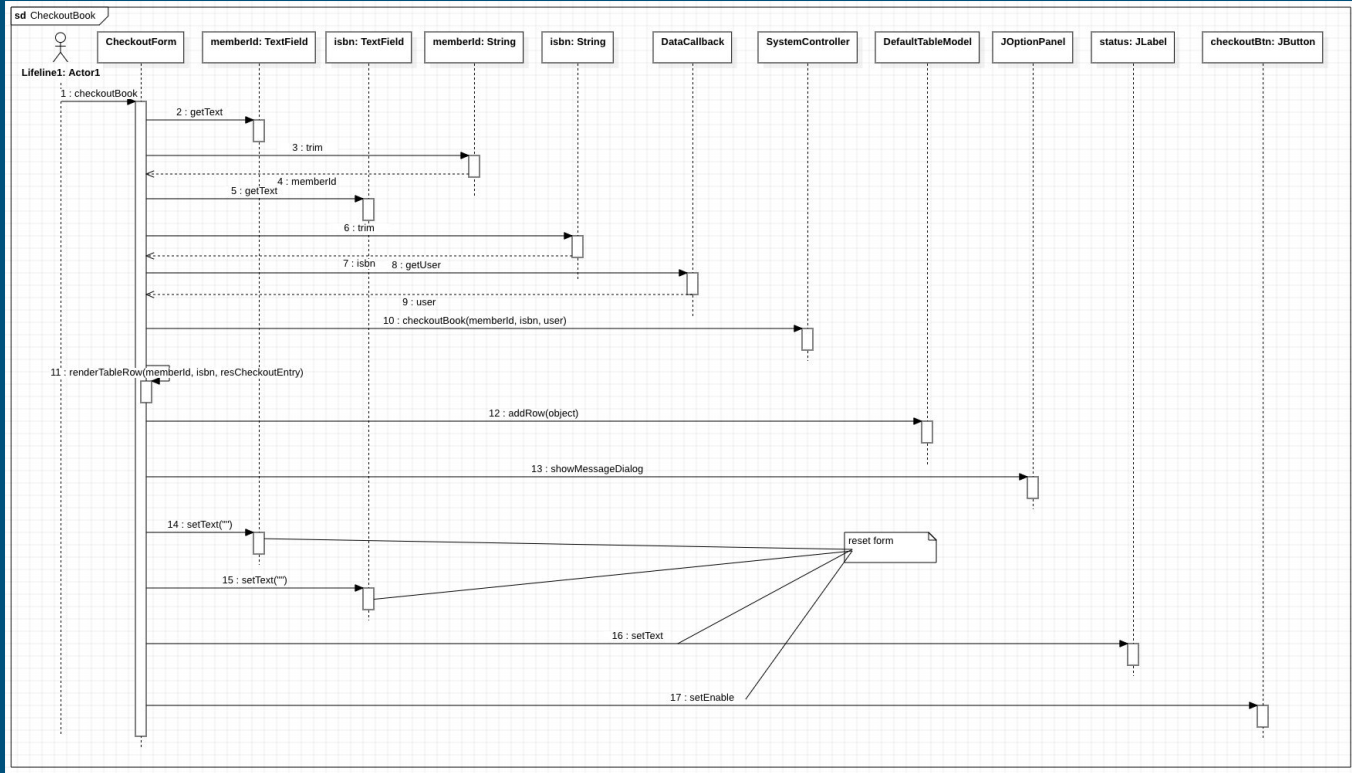 sd CheckoutBook
CheckoutForm
memberId: TextField
isbn: TextField
memberId: String
isbn: String
DataCallback
SystemController
DefaultTableModel
JOptionPanel
status: JLabel
checkoutBtn: JButton
Lifeline1: Actor1
1 : checkoutBook
2 : getText
3 : trim
4 : memberId
5 : getText
6 : trim
7 : isbn
8 : getUser
9 : user
10 : checkoutBook(memberId, isbn, user)
11 : renderTableRow(memberId, isbn, resCheckoutEntry)
12 : addRow(object)
13 : showMessageDialog
14 : setText("")
reset form
15 : setText("")
16 : setText
17 : setEnable